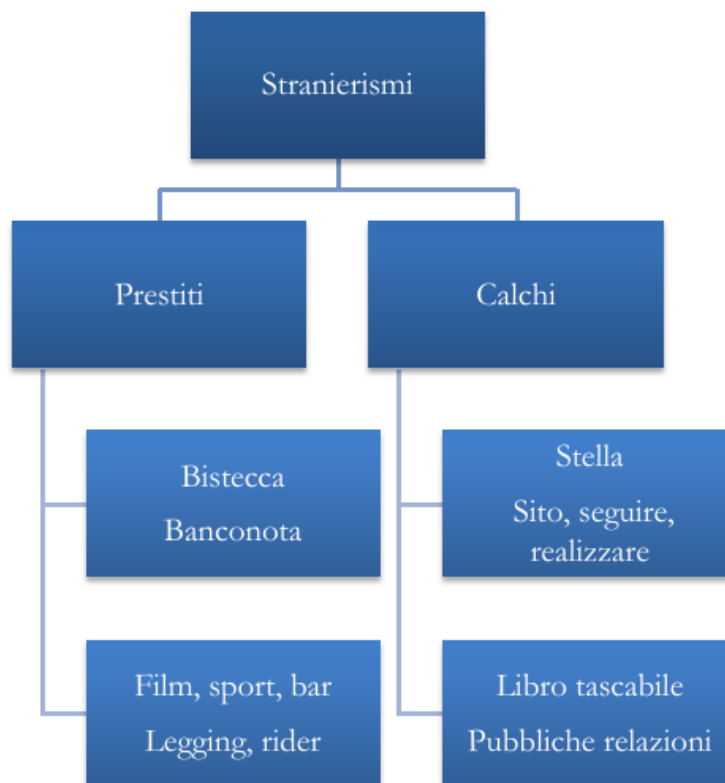 Stranierismi
Prestiti
Calchi
Bistecca
Banconota
Stella
Sito, seguire,
realizzare
Film, sport, bar
Legging, rider
Libro tascabile
Pubbliche relazioni